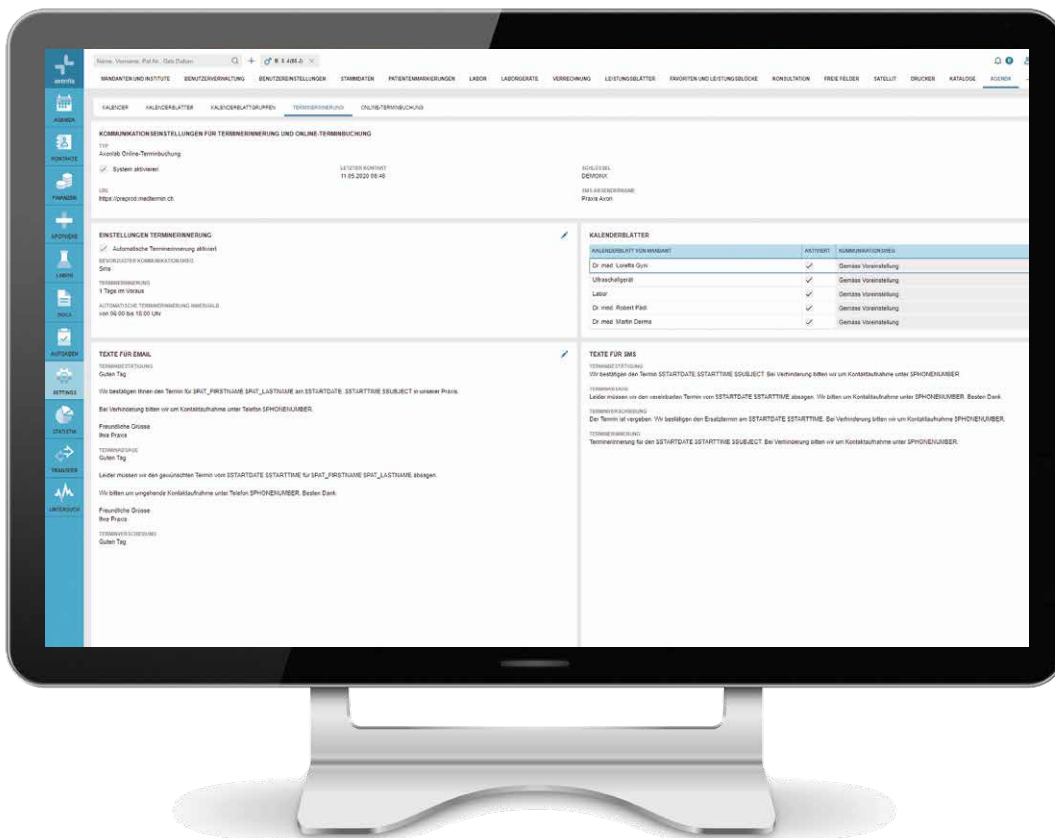 Name, Vorname, Pat.Nr., Geb.Datum
axenita
MANDANTEN UND INSTITUTE BENUTZERVERWALTUNG BENUTZEREINSTELLUNGEN STAMMDATEN PATIENTENMARKIERUNGEN LABOR LABORGERÄTE VERRECHNUNG LEISTUNGSBLÄTTER FAVORITEN UND LEISTUNGSBLÖCKE KONSULTATION FREIE FELDER SATELLIT DRUCKER KATALOGE AGENDA
AGENDA
KONTAKTE
FINANZEN
APOTHEKE
LABOR
DOCS
AUFGABEN
SETTINGS
STATISTIK
TRANSFER
UNTERSUCH
KALENDER KALENDERBLÄTTER KALENDERBLATTGRUPPEN TERMINERINNERUNG ONLINE-TERMINBUCHUNG
KOMMUNIKATIONSEINSTELLUNGEN FÜR TERMINERINNERUNG UND ONLINE-TERMINBUCHUNG
TYP
Axonlab Online-Terminbuchung
System aktivieren
LETZTER KONTAKT
11.05.2020 08:46
SCHLÜSSEL
DEMONX
URL
https://preprod.medtermin.ch
SMS ABSENDERNAME
Praxis Axon
EINSTELLUNGEN TERMINERINNERUNG
Automatische Terminerinnerung aktiviert
BEVORZUGTER KOMMUNIKATIONSWEG
Sms
TERMINERINNERUNG
1 Tage im Voraus
AUTOMATISCHE TERMINERINNERUNG INNERHALB
von 06:00 bis 18:00 Uhr
KALENDERBLÄTTER
KALENDERBLATT VON MANDANT AKTIVIERT KOMMUNIKATIONSWEG
Dr. med. Loretta Gyni Gemäss Voreinstellung
Ultraschallgerät Gemäss Voreinstellung
Labor Gemäss Voreinstellung
Dr. med. Robert Päd Gemäss Voreinstellung
Dr. med. Martin Derma Gemäss Voreinstellung
TEXTE FÜR EMAIL
TERMINBESTÄTIGUNG
Guten Tag
Wir bestätigen Ihnen den Termin für $PAT_FIRSTNAME $PAT_LASTNAME am $STARTDATE, $STARTTIME $SUBJECT in unserer Praxis.
Bei Verhinderung bitten wir um Kontaktaufnahme unter Telefon $PHONENUMBER.
Freundliche Grüsse
Ihre Praxis
TERMINABSAGE
Guten Tag
Leider müssen wir den gewünschten Termin vom $STARTDATE $STARTTIME für $PAT_FIRSTNAME $PAT_LASTNAME absagen.
Wir bitten um umgehende Kontaktaufnahme unter Telefon $PHONENUMBER. Besten Dank
Freundliche Grüsse
Ihre Praxis
TERMINVERSCHIEBUNG
Guten Tag
TEXTE FÜR SMS
TERMINBESTÄTIGUNG
Wir bestätigen den Termin $STARTDATE $STARTTIME $SUBJECT. Bei Verhinderung bitten wir um Kontaktaufnahme unter $PHONENUMBER.
TERMINABSAGE
Leider müssen wir den vereinbarten Termin vom $STARTDATE $STARTTIME absagen. Wir bitten um Kontaktaufnahme unter $PHONENUMBER. Besten Dank.
TERMINVERSCHIEBUNG
Der Termin ist vergeben. Wir bestätigen den Ersatztermin am $STARTDATE $STARTTIME. Bei Verhinderung bitten wir um Kontaktaufnahme unter $PHONENUMBER.
TERMINERINNERUNG
Terminerinnerung für den $STARTDATE $STARTTIME $SUBJECT. Bei Verhinderung bitten wir um Kontaktaufnahme unter $PHONENUMBER.